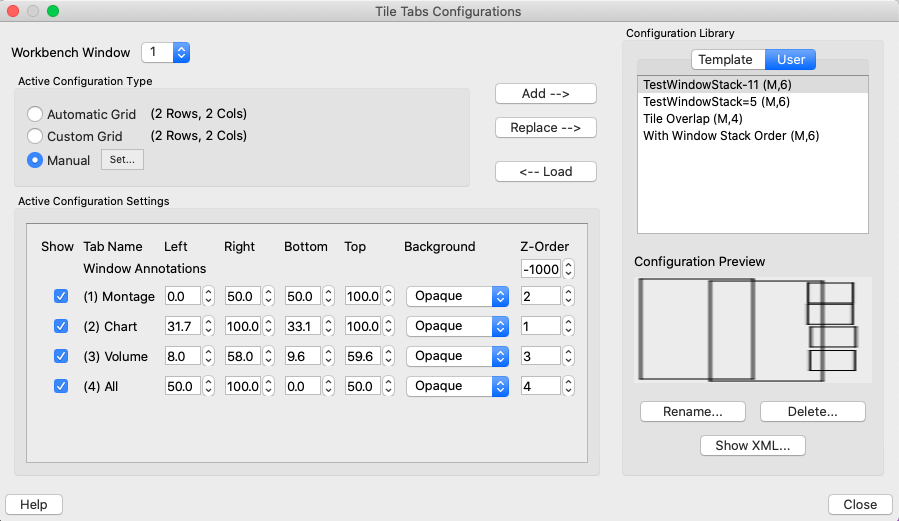 Tile Tabs Configurations
Workbench Window 1
Active Configuration Type
Automatic Grid (2 Rows, 2 Cols)
Custom Grid (2 Rows, 2 Cols)
Manual Set...
Add -->
Replace -->
<-- Load
Active Configuration Settings
Show Tab Name Left Right Bottom Top Background Z-Order
Window Annotations -1000
(1) Montage 0.0 50.0 50.0 100.0 Opaque 2
(2) Chart 31.7 100.0 33.1 100.0 Opaque 1
(3) Volume 8.0 58.0 9.6 59.6 Opaque 3
(4) All 50.0 100.0 0.0 50.0 Opaque 4
Configuration Library
Template User
TestWindowStack-11 (M,6)
TestWindowStack=5 (M,6)
Tile Overlap (M,4)
With Window Stack Order (M,6)
Configuration Preview
Rename... Delete...
Show XML...
Help Close